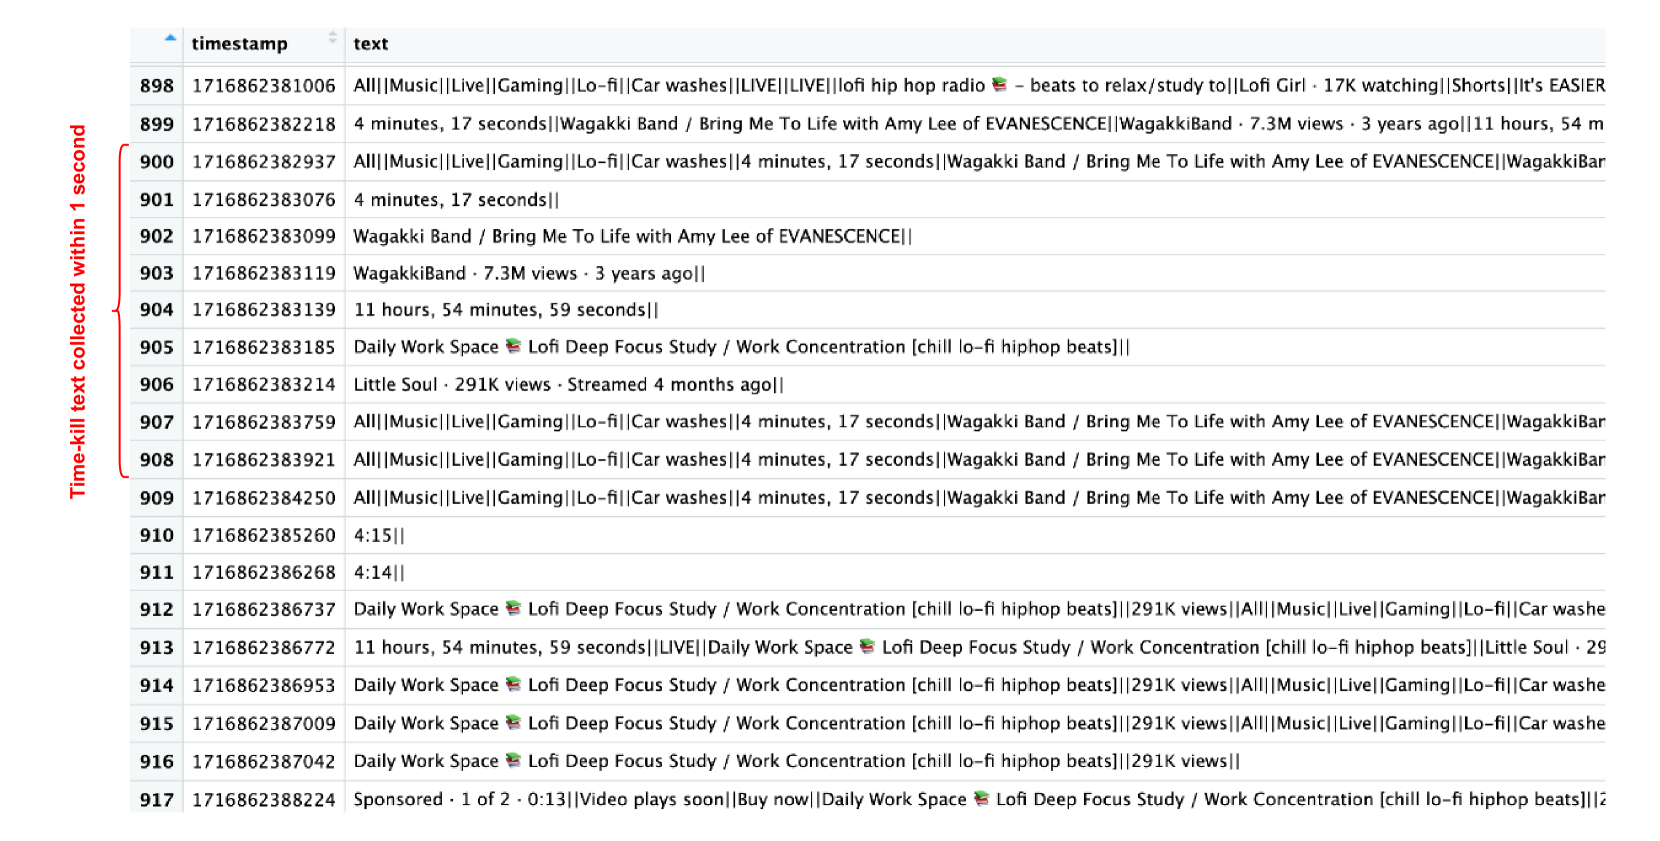 timestamp text
898 1716862381006 All||Music||Live||Gaming||Lo-fi||Car washes||LIVE||LIVE||lofi hip hop radio 📚 – beats to relax/study to||Lofi Girl · 17K watching||Shorts||It's EASIER
899 1716862382218 4 minutes, 17 seconds||Wagakki Band / Bring Me To Life with Amy Lee of EVANESCENCE||WagakkiBand · 7.3M views · 3 years ago||11 hours, 54 m
Time-kill text collected within 1 second
900 1716862382937 All||Music||Live||Gaming||Lo-fi||Car washes||4 minutes, 17 seconds||Wagakki Band / Bring Me To Life with Amy Lee of EVANESCENCE||WagakkiBan
901 1716862383076 4 minutes, 17 seconds||
902 1716862383099 Wagakki Band / Bring Me To Life with Amy Lee of EVANESCENCE||
903 1716862383119 WagakkiBand · 7.3M views · 3 years ago||
904 1716862383139 11 hours, 54 minutes, 59 seconds||
905 1716862383185 Daily Work Space 📚 Lofi Deep Focus Study / Work Concentration [chill lo-fi hiphop beats]||
906 1716862383214 Little Soul · 291K views · Streamed 4 months ago||
907 1716862383759 All||Music||Live||Gaming||Lo-fi||Car washes||4 minutes, 17 seconds||Wagakki Band / Bring Me To Life with Amy Lee of EVANESCENCE||WagakkiBan
908 1716862383921 All||Music||Live||Gaming||Lo-fi||Car washes||4 minutes, 17 seconds||Wagakki Band / Bring Me To Life with Amy Lee of EVANESCENCE||WagakkiBan
909 1716862384250 All||Music||Live||Gaming||Lo-fi||Car washes||4 minutes, 17 seconds||Wagakki Band / Bring Me To Life with Amy Lee of EVANESCENCE||WagakkiBan
910 1716862385260 4:15||
911 1716862386268 4:14||
912 1716862386737 Daily Work Space 📚 Lofi Deep Focus Study / Work Concentration [chill lo-fi hiphop beats]||291K views||All||Music||Live||Gaming||Lo-fi||Car washe
913 1716862386772 11 hours, 54 minutes, 59 seconds||LIVE||Daily Work Space 📚 Lofi Deep Focus Study / Work Concentration [chill lo-fi hiphop beats]||Little Soul · 29
914 1716862386953 Daily Work Space 📚 Lofi Deep Focus Study / Work Concentration [chill lo-fi hiphop beats]||291K views||All||Music||Live||Gaming||Lo-fi||Car washe
915 1716862387009 Daily Work Space 📚 Lofi Deep Focus Study / Work Concentration [chill lo-fi hiphop beats]||291K views||All||Music||Live||Gaming||Lo-fi||Car washe
916 1716862387042 Daily Work Space 📚 Lofi Deep Focus Study / Work Concentration [chill lo-fi hiphop beats]||291K views||
917 1716862388224 Sponsored · 1 of 2 · 0:13||Video plays soon||Buy now||Daily Work Space 📚 Lofi Deep Focus Study / Work Concentration [chill lo-fi hiphop beats]||2